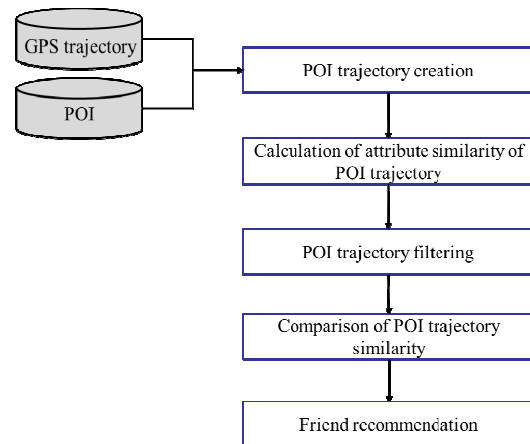 GPS trajectory
POI
POI trajectory creation
Calculation of attribute similarity of
POI trajectory
POI trajectory filtering
Comparison of POI trajectory
similarity
Friend recommendation